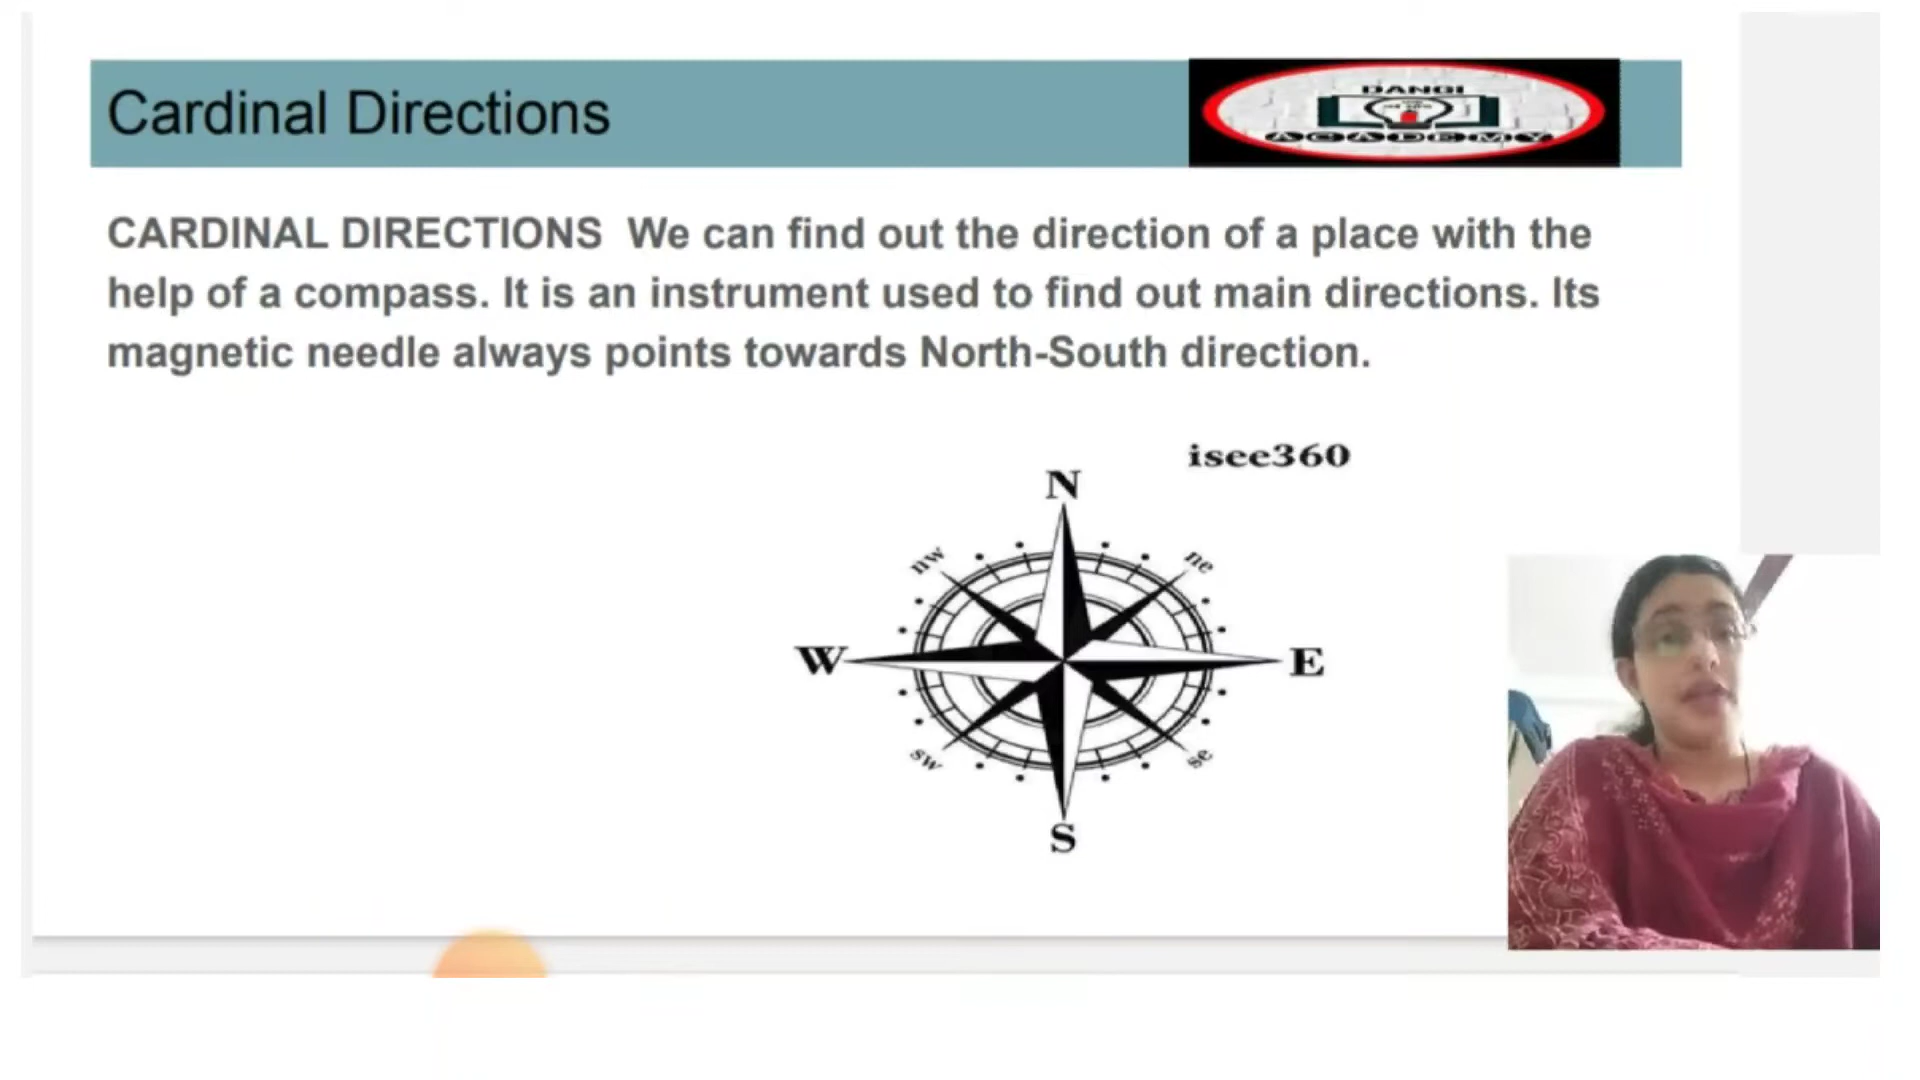 Cardinal Directions
DANGI
ACADEMY
CARDINAL DIRECTIONS We can find out the direction of a place with the
help of a compass. It is an instrument used to find out main directions. Its
magnetic needle always points towards North-South direction.
isee360
N
nw
ne
W
E
sw
se
S